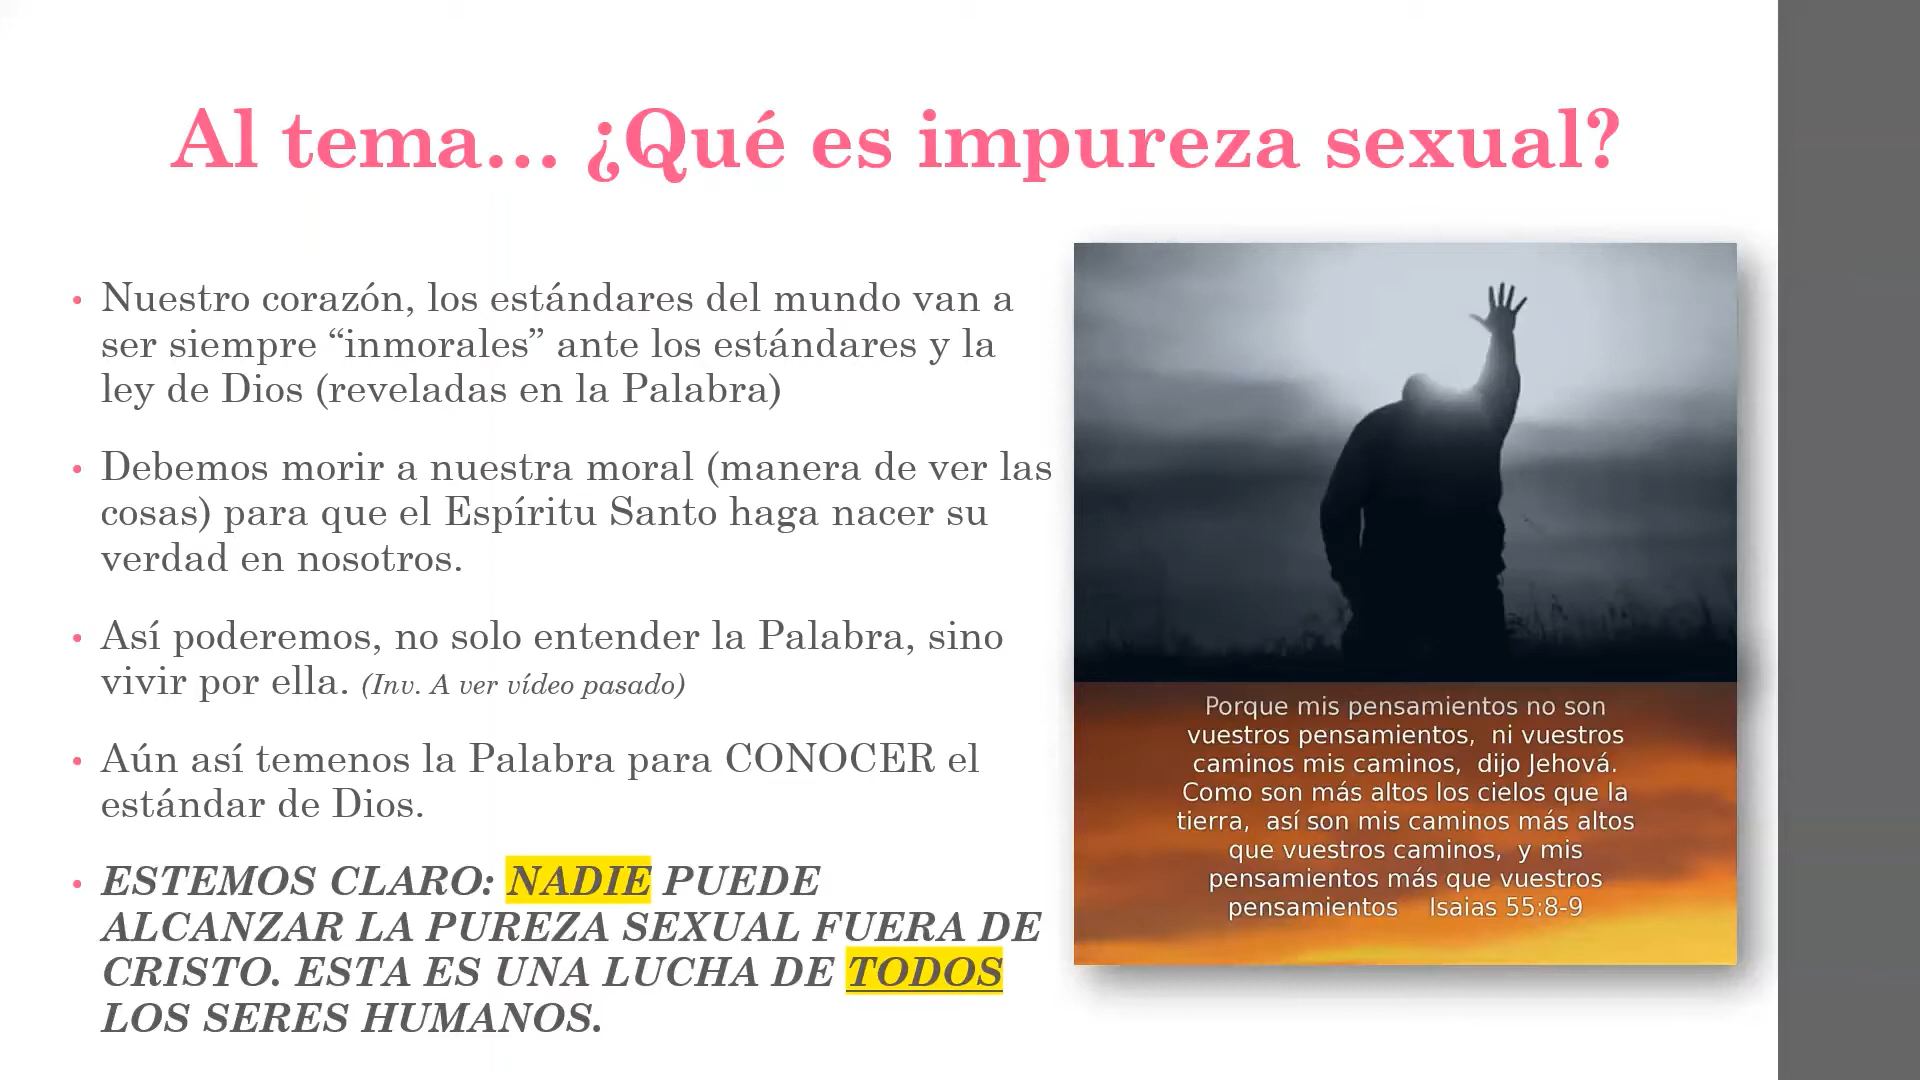 Al tema… ¿Qué es impureza sexual?
• Nuestro corazón, los estándares del mundo van a
ser siempre “inmorales” ante los estándares y la
ley de Dios (reveladas en la Palabra)
• Debemos morir a nuestra moral (manera de ver las
cosas) para que el Espíritu Santo haga nacer su
verdad en nosotros.
• Así poderemos, no solo entender la Palabra, sino
vivir por ella. (Inv. A ver vídeo pasado)
• Aún así temenos la Palabra para CONOCER el
estándar de Dios.
• ESTEMOS CLARO: NADIE PUEDE
ALCANZAR LA PUREZA SEXUAL FUERA DE
CRISTO. ESTA ES UNA LUCHA DE TODOS
LOS SERES HUMANOS.
Porque mis pensamientos no son
vuestros pensamientos, ni vuestros
caminos mis caminos, dijo Jehová.
Como son más altos los cielos que la
tierra, así son mis caminos más altos
que vuestros caminos, y mis
pensamientos más que vuestros
pensamientos Isaias 55:8-9